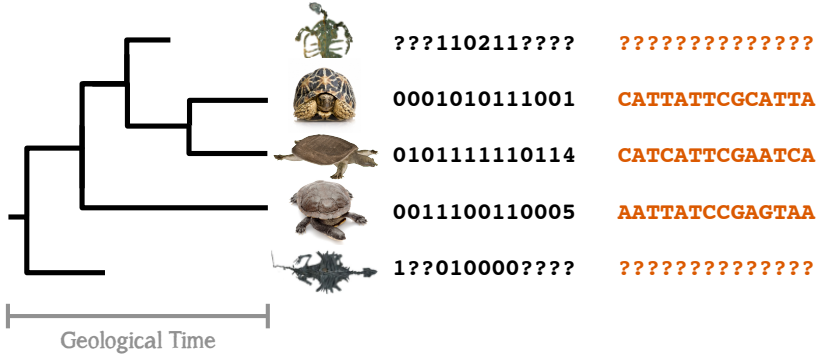 ???110211???? ??????????????
0001010111001 CATTATTCGCATTA
0101111110114 CATCATTCGAATCA
0011100110005 AATTATCCGAGTAA
1??010000???? ??????????????
Geological Time